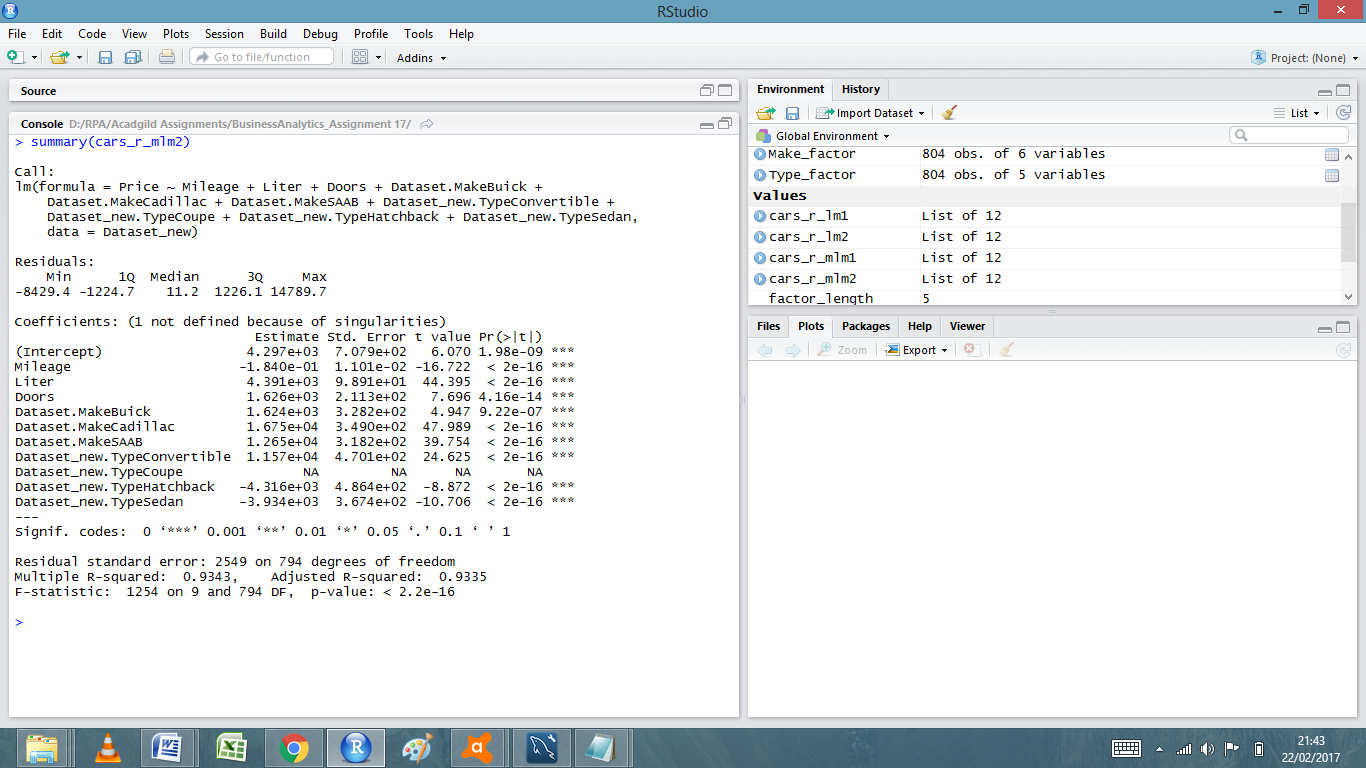 RStudio
File Edit Code View Plots Session Build Debug Profile Tools Help
Go to file/function Addins Project: (None)
Source
Console D:/RPA/Acadgild Assignments/BusinessAnalytics_Assignment 17/
> summary(cars_r_mlm2)
Call:
lm(formula = Price ~ Mileage + Liter + Doors + Dataset.MakeBuick +
Dataset.MakeCadillac + Dataset.MakeSAAB + Dataset_new.TypeConvertible +
Dataset_new.TypeCoupe + Dataset_new.TypeHatchback + Dataset_new.TypeSedan,
data = Dataset_new)
Residuals:
Min 1Q Median 3Q Max
-8429.4 -1224.7 11.2 1226.1 14789.7
Coefficients: (1 not defined because of singularities)
Estimate Std. Error t value Pr(>|t|)
(Intercept) 4.297e+03 7.079e+02 6.070 1.98e-09 ***
Mileage -1.840e-01 1.101e-02 -16.722 < 2e-16 ***
Liter 4.391e+03 9.891e+01 44.395 < 2e-16 ***
Doors 1.626e+03 2.113e+02 7.696 4.16e-14 ***
Dataset.MakeBuick 1.624e+03 3.282e+02 4.947 9.22e-07 ***
Dataset.MakeCadillac 1.675e+04 3.490e+02 47.989 < 2e-16 ***
Dataset.MakeSAAB 1.265e+04 3.182e+02 39.754 < 2e-16 ***
Dataset_new.TypeConvertible 1.157e+04 4.701e+02 24.625 < 2e-16 ***
Dataset_new.TypeCoupe NA NA NA NA
Dataset_new.TypeHatchback -4.316e+03 4.864e+02 -8.872 < 2e-16 ***
Dataset_new.TypeSedan -3.934e+03 3.674e+02 -10.706 < 2e-16 ***
---
Signif. codes: 0 ‘***’ 0.001 ‘**’ 0.01 ‘*’ 0.05 ‘.’ 0.1 ‘ ’ 1
Residual standard error: 2549 on 794 degrees of freedom
Multiple R-squared: 0.9343, Adjusted R-squared: 0.9335
F-statistic: 1254 on 9 and 794 DF, p-value: < 2.2e-16
>
Environment History
Import Dataset List
Global Environment
Make_factor 804 obs. of 6 variables
Type_factor 804 obs. of 5 variables
Values
cars_r_lm1 List of 12
cars_r_lm2 List of 12
cars_r_mlm1 List of 12
cars_r_mlm2 List of 12
factor_length 5
Files Plots Packages Help Viewer
Zoom Export
21:43
22/02/2017